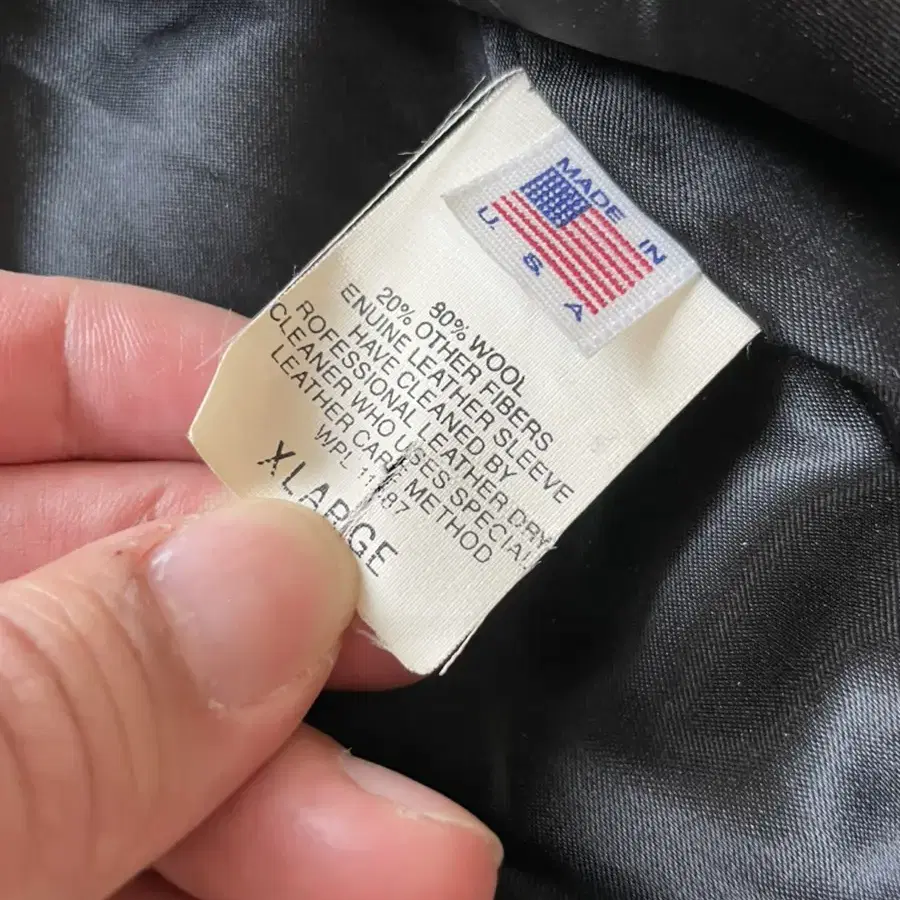 MADE IN
U. S. A
80% WOOL
20% OTHER FIBERS
ENUINE LEATHER SLEEVE
HAVE CLEANED BY
ROFESSIONAL LEATHER DRY
CLEANER WHO USES SPECIAL
LEATHER CARE METHOD
WPL
XLARGE